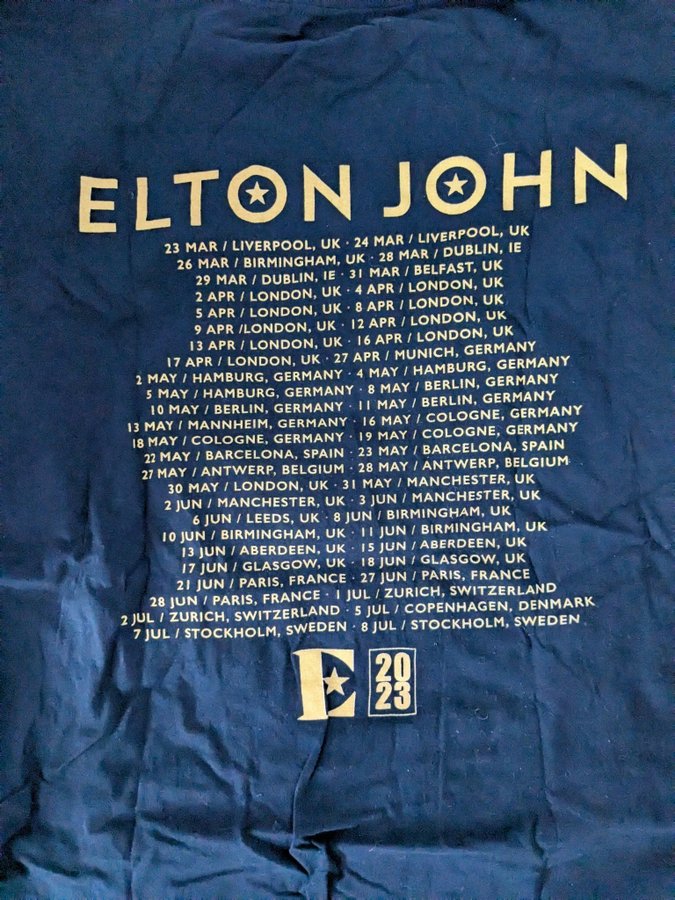 ELTON JOHN
23 MAR / LIVERPOOL, UK · 24 MAR / LIVERPOOL, UK
26 MAR / BIRMINGHAM, UK · 28 MAR / DUBLIN, IE
29 MAR / DUBLIN, IE · 31 MAR / BELFAST, UK
2 APR / LONDON, UK · 4 APR / LONDON, UK
5 APR / LONDON, UK · 8 APR / LONDON, UK
9 APR /LONDON, UK · 12 APR / LONDON, UK
13 APR / LONDON, UK · 16 APR / LONDON, UK
17 APR / LONDON, UK · 27 APR / MUNICH, GERMANY
2 MAY / HAMBURG, GERMANY · 4 MAY / HAMBURG, GERMANY
5 MAY / HAMBURG, GERMANY · 8 MAY / BERLIN, GERMANY
10 MAY / BERLIN, GERMANY · 11 MAY / BERLIN, GERMANY
13 MAY / MANNHEIM, GERMANY · 16 MAY / COLOGNE, GERMANY
18 MAY / COLOGNE, GERMANY · 19 MAY / COLOGNE, GERMANY
22 MAY / BARCELONA, SPAIN · 23 MAY / BARCELONA, SPAIN
27 MAY / ANTWERP, BELGIUM · 28 MAY / ANTWERP, BELGIUM
30 MAY / LONDON, UK · 31 MAY / MANCHESTER, UK
2 JUN / MANCHESTER, UK · 3 JUN / MANCHESTER, UK
6 JUN / LEEDS, UK · 8 JUN / BIRMINGHAM, UK
10 JUN / BIRMINGHAM, UK · 11 JUN / BIRMINGHAM, UK
13 JUN / ABERDEEN, UK · 15 JUN / ABERDEEN, UK
17 JUN / GLASGOW, UK · 18 JUN / GLASGOW, UK
21 JUN / PARIS, FRANCE · 27 JUN / PARIS, FRANCE
28 JUN / PARIS, FRANCE · 1 JUL / ZURICH, SWITZERLAND
2 JUL / ZURICH, SWITZERLAND · 5 JUL / COPENHAGEN, DENMARK
7 JUL / STOCKHOLM, SWEDEN · 8 JUL / STOCKHOLM, SWEDEN
E 20
23